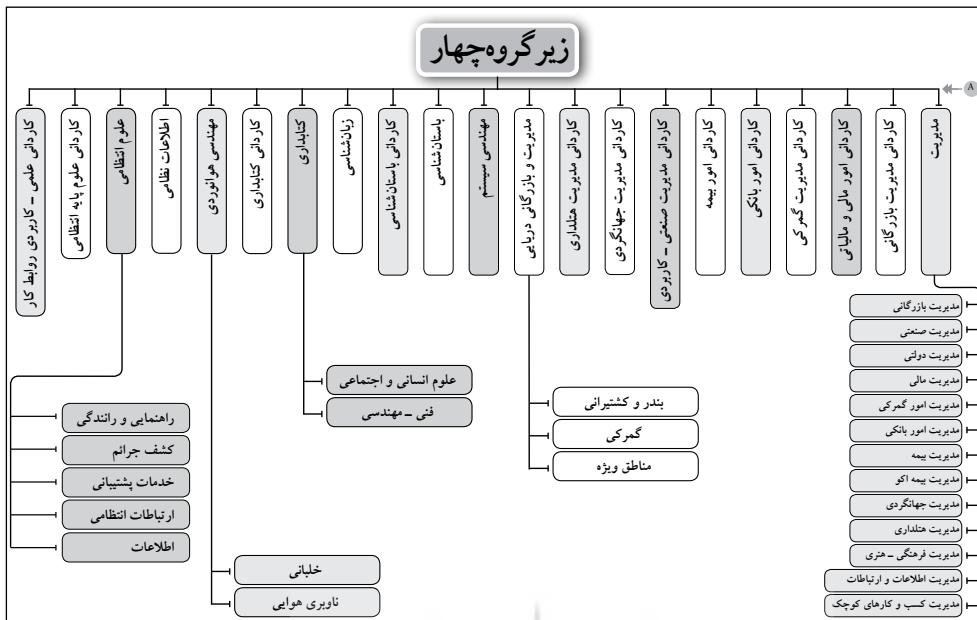 زیرگروه چهار
A
مدیریت
کاردانی مدیریت بازرگانی
کاردانی امور مالی و مالیاتی
کاردانی مدیریت گمرکی
کاردانی امور بانکی
کاردانی امور بیمه
کاردانی مدیریت صنعتی ـ کاربردی
کاردانی مدیریت جهانگردی
کاردانی مدیریت هتلداری
مدیریت و بازرگانی دریایی
مهندسی سیستم
باستان‌شناسی
کاردانی باستان‌شناسی
زبان‌شناسی
کتابداری
کاردانی کتابداری
مهندسی هوانوردی
اطلاعات نظامی
علوم انتظامی
کاردانی علوم پایه انتظامی
کاردانی علمی ـ کاربردی روابط کار
مدیریت بازرگانی
مدیریت صنعتی
مدیریت دولتی
مدیریت مالی
مدیریت امور گمرکی
مدیریت امور بانکی
مدیریت بیمه
مدیریت بیمه اکو
مدیریت جهانگردی
مدیریت هتلداری
مدیریت فرهنگی ـ هنری
مدیریت اطلاعات و ارتباطات
مدیریت کسب و کارهای کوچک
بندر و کشتیرانی
گمرکی
مناطق ویژه
علوم انسانی و اجتماعی
فنی ـ مهندسی
خلبانی
ناوبری هوایی
راهنمایی و رانندگی
کشف جرائم
خدمات پشتیبانی
ارتباطات انتظامی
اطلاعات